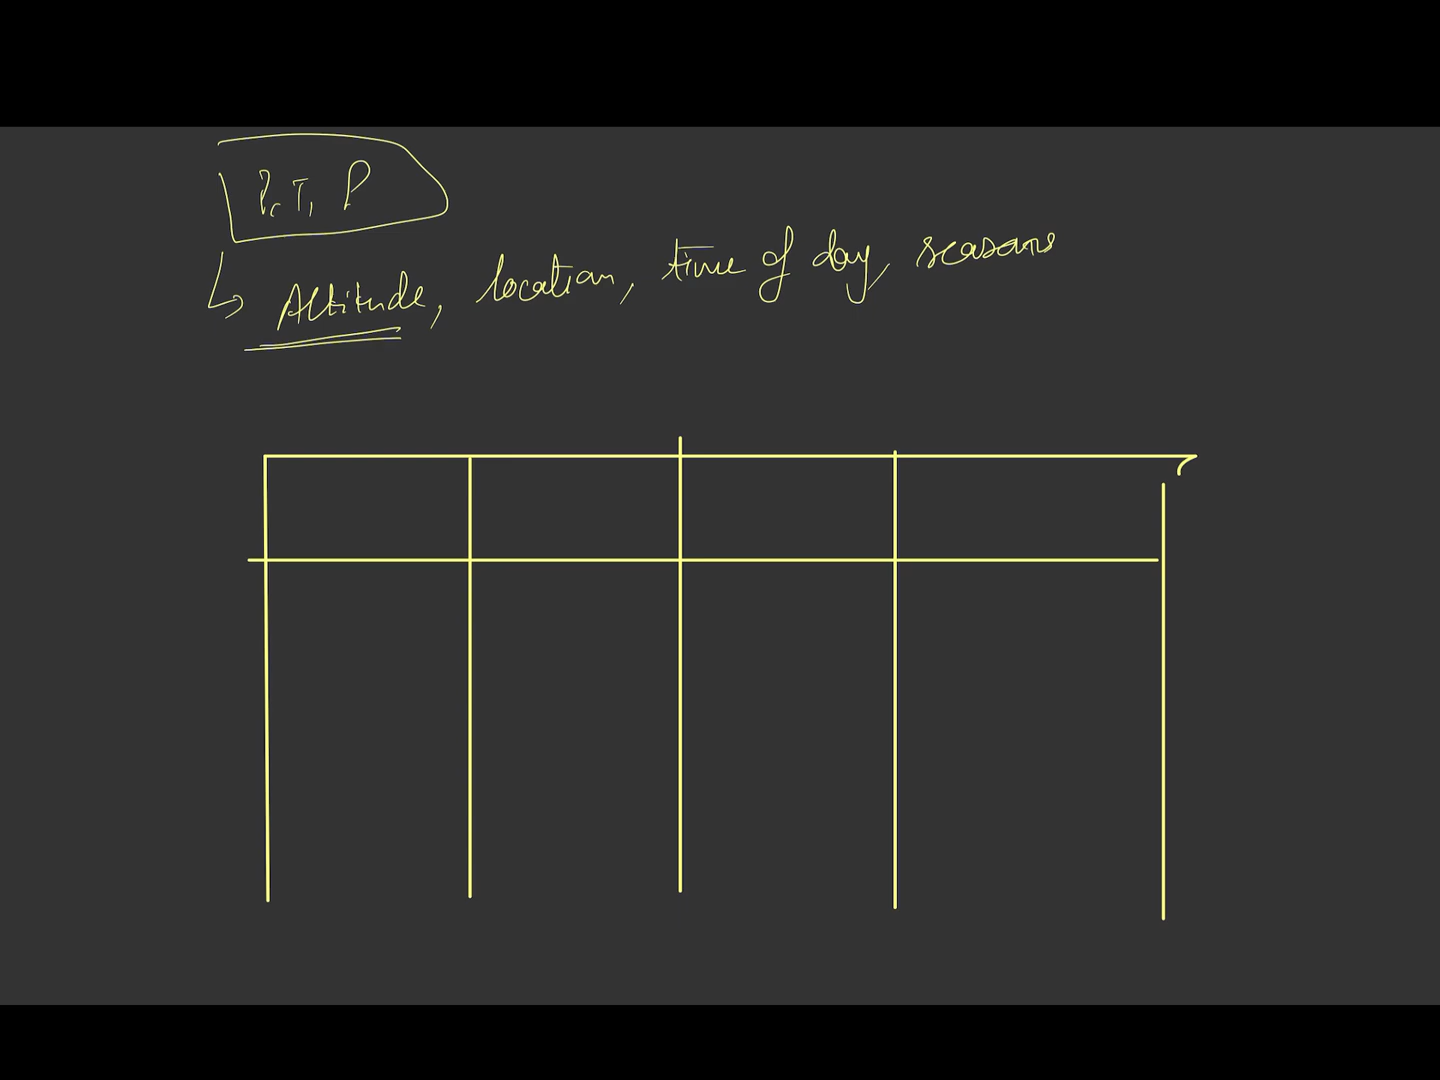 P, T, ρ
Altitude, location, time of day, seasons